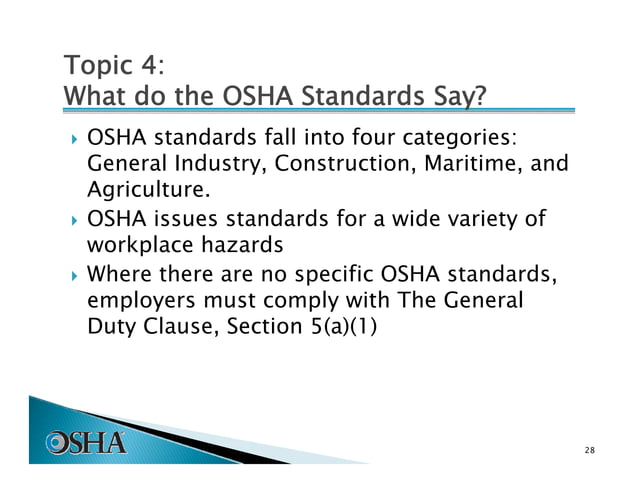 Topic 4:
What do the OSHA Standards Say?
OSHA standards fall into four categories:
General Industry, Construction, Maritime, and
Agriculture.
OSHA issues standards for a wide variety of
workplace hazards
Where there are no specific OSHA standards,
employers must comply with The General
Duty Clause, Section 5(a)(1)
OSHA
28